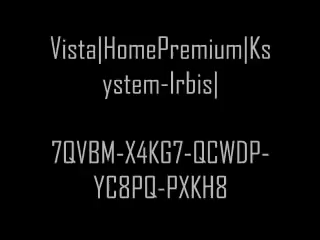 Vista|HomePremium|Ks
ystem-Irbis|
7QVBM-X4KG7-QCWDP-
YC8PQ-PXKH8